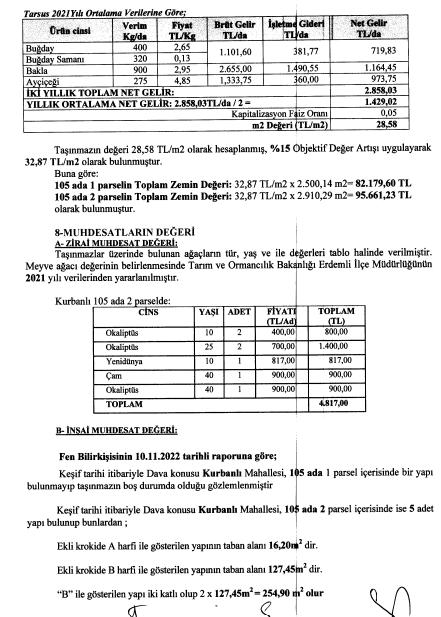 Tarsus 2021Yılı Ortalama Verilerine Göre;
Ürün cinsi Verim Kg/da Fiyat TL/Kg Brüt Gelir TL/da İşletme Gideri TL/da Net Gelir TL/da
Buğday 400 2,65 1.101,60 381,77 719,83
Buğday Samanı 320 0,13
Bakla 900 2,95 2.655,00 1.490,55 1.164,45
Ayçiçeği 275 4,85 1,333,75 360,00 973,75
İKİ YILLIK TOPLAM NET GELİR: 2.858,03
YILLIK ORTALAMA NET GELİR: 2.858,03TL/da / 2 = 1.429,02
Kapitalizasyon Faiz Oranı 0,05
m2 Değeri (TL/m2) 28,58
Taşınmazın değeri 28,58 TL/m2 olarak hesaplanmış, %15 Objektif Değer Artışı uygulayarak
32,87 TL/m2 olarak bulunmuştur.
Buna göre:
105 ada 1 parselin Toplam Zemin Değeri: 32,87 TL/m2 x 2.500,14 m2= 82.179,60 TL
105 ada 2 parselin Toplam Zemin Değeri: 32,87 TL/m2 x 2.910,29 m2= 95.661,23 TL
olarak bulunmuştur.
8-MUHDESATLARIN DEĞERİ
A- ZİRAİ MUHDESAT DEĞERİ:
Taşınmazlar üzerinde bulunan ağaçların tür, yaş ve ile değerleri tablo halinde verilmiştir.
Meyve ağacı değerinin belirlenmesinde Tarım ve Ormancılık Bakanlığı Erdemli İlçe Müdürlüğünün
2021 yılı verilerinden yararlanılmıştır.
Kurbanlı 105 ada 2 parselde:
CİNS YAŞI ADET FİYATI (TL/Ad) TOPLAM (TL)
Okaliptüs 10 2 400,00 800,00
Okaliptüs 25 2 700,00 1.400,00
Yenidünya 10 1 817,00 817,00
Çam 40 1 900,00 900,00
Okaliptüs 40 1 900,00 900,00
TOPLAM 4.817,00
B- İNŞAİ MUHDESAT DEĞERİ:
Fen Bilirkişisinin 10.11.2022 tarihli raporuna göre;
Keşif tarihi itibariyle Dava konusu Kurbanlı Mahallesi, 105 ada 1 parsel içerisinde bir yapı
bulunmayıp taşınmazın boş durumda olduğu gözlemlenmiştir
Keşif tarihi itibariyle Dava konusu Kurbanlı Mahallesi, 105 ada 2 parsel içerisinde ise 5 adet
yapı bulunup bunlardan ;
Ekli krokide A harfi ile gösterilen yapının taban alanı 16,20m² dir.
Ekli krokide B harfi ile gösterilen yapının taban alanı 127,45m² dir.
"B" ile gösterilen yapı iki katlı olup 2 x 127,45m² = 254,90 m² olur